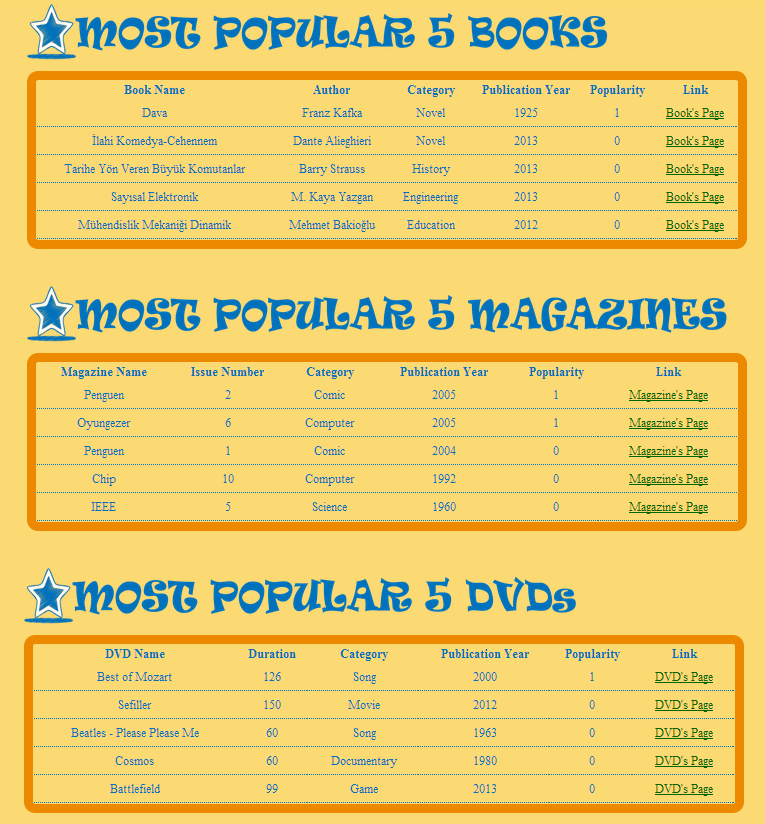 MOST POPULAR 5 BOOKS
Book Name Author Category Publication Year Popularity Link
Dava Franz Kafka Novel 1925 1 Book's Page
İlahi Komedya-Cehennem Dante Alieghieri Novel 2013 0 Book's Page
Tarihe Yön Veren Büyük Komutanlar Barry Strauss History 2013 0 Book's Page
Sayısal Elektronik M. Kaya Yazgan Engineering 2013 0 Book's Page
Mühendislik Mekaniği Dinamik Mehmet Bakioğlu Education 2012 0 Book's Page
MOST POPULAR 5 MAGAZINES
Magazine Name Issue Number Category Publication Year Popularity Link
Penguen 2 Comic 2005 1 Magazine's Page
Oyungezer 6 Computer 2005 1 Magazine's Page
Penguen 1 Comic 2004 0 Magazine's Page
Chip 10 Computer 1992 0 Magazine's Page
IEEE 5 Science 1960 0 Magazine's Page
MOST POPULAR 5 DVDs
DVD Name Duration Category Publication Year Popularity Link
Best of Mozart 126 Song 2000 1 DVD's Page
Sefiller 150 Movie 2012 0 DVD's Page
Beatles - Please Please Me 60 Song 1963 0 DVD's Page
Cosmos 60 Documentary 1980 0 DVD's Page
Battlefield 99 Game 2013 0 DVD's Page